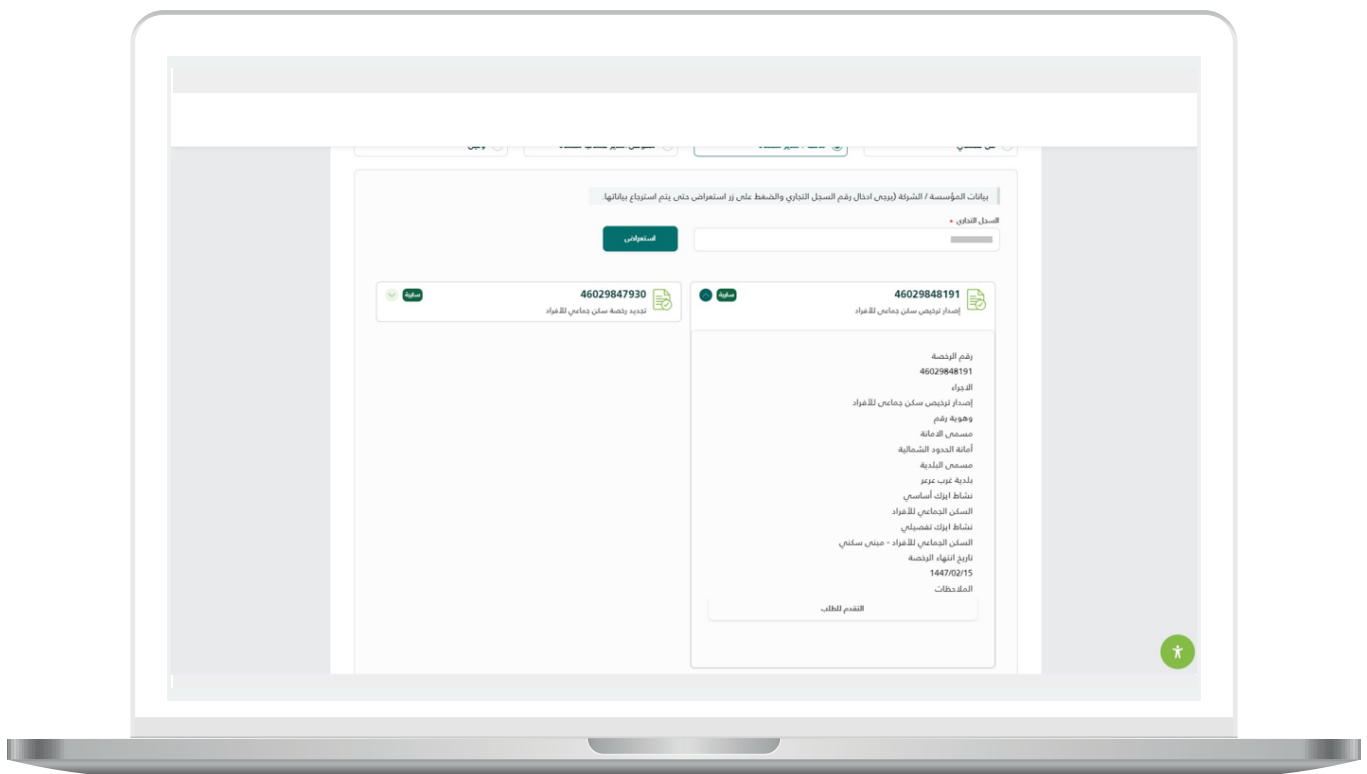 بيانات المؤسسة / الشركة (يرجى ادخال رقم السجل التجاري والضغط على زر استعراض حتى يتم استرجاع بياناتها.
السجل التجاري *
استعراض
46029848191
سارية
إصدار ترخيص سكن جماعي للأفراد
46029847930
سارية
تجديد رخصة سكن جماعي للأفراد
رقم الرخصة
46029848191
الاجراء
إصدار ترخيص سكن جماعي للأفراد
وهوية رقم
مسمى الامانة
أمانة الحدود الشمالية
مسمى البلدية
بلدية غرب عرعر
نشاط ايزك أساسي
السكن الجماعي للأفراد
نشاط ايزك تفصيلي
السكن الجماعي للأفراد - مبنى سكني
تاريخ انتهاء الرخصة
1447/02/15
الملاحظات
التقدم للطلب